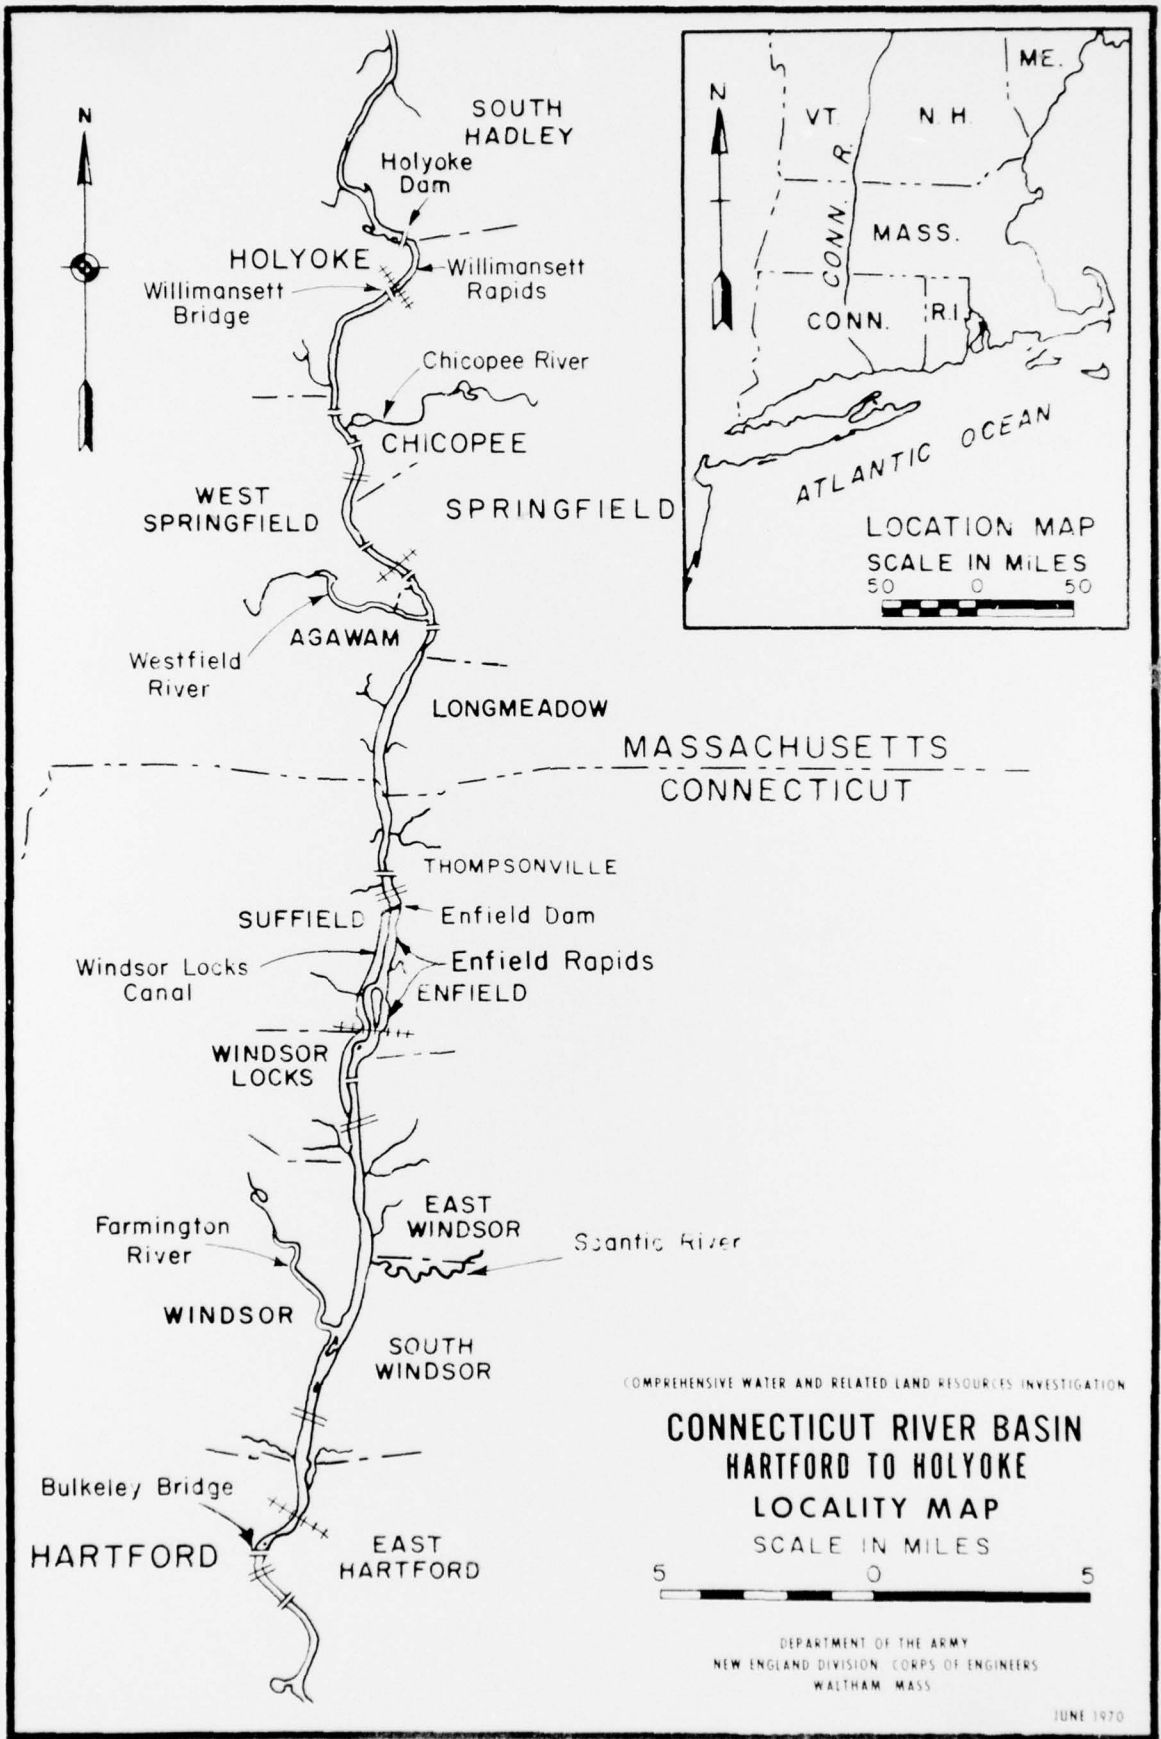 SOUTH
HADLEY
Holyoke
Dam
HOLYOKE
Willimansett
Rapids
Willimansett
Bridge
Chicopee River
CHICOPEE
WEST
SPRINGFIELD
SPRINGFIELD
AGAWAM
Westfield
River
LONGMEADOW
MASSACHUSETTS
CONNECTICUT
THOMPSONVILLE
SUFFIELD
Enfield Dam
Windsor Locks
Canal
Enfield Rapids
ENFIELD
WINDSOR
LOCKS
EAST
WINDSOR
Farmington
River
Scantic River
WINDSOR
SOUTH
WINDSOR
Bulkeley Bridge
HARTFORD
EAST
HARTFORD
N
N
ME.
VT.
N.H.
CONN. R.
MASS.
CONN.
R.I.
ATLANTIC OCEAN
LOCATION MAP
SCALE IN MILES
50 0 50
COMPREHENSIVE WATER AND RELATED LAND RESOURCES INVESTIGATION
CONNECTICUT RIVER BASIN
HARTFORD TO HOLYOKE
LOCALITY MAP
SCALE IN MILES
5 0 5
DEPARTMENT OF THE ARMY
NEW ENGLAND DIVISION CORPS OF ENGINEERS
WALTHAM MASS
JUNE 1970